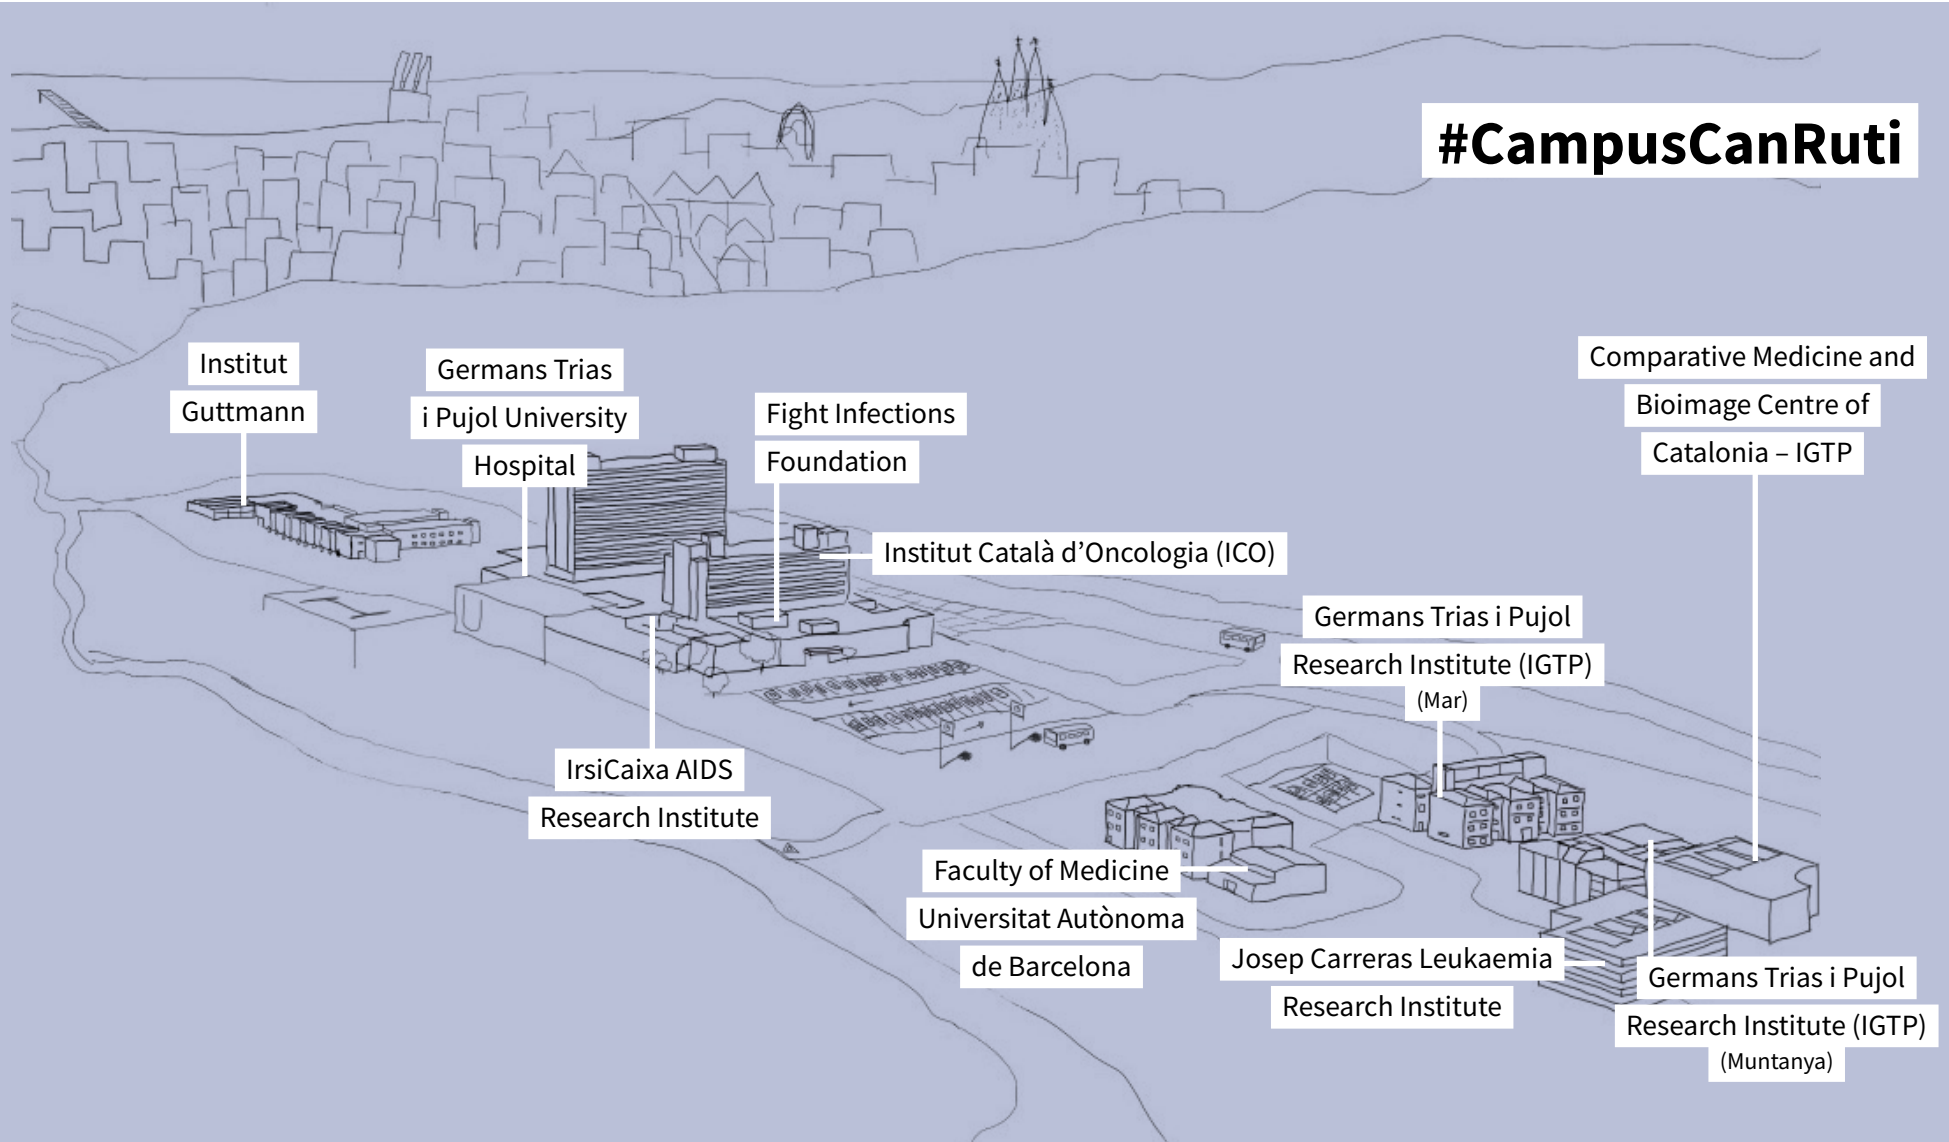 #CampusCanRuti
Institut
Guttmann
Germans Trias
i Pujol University
Hospital
Fight Infections
Foundation
Institut Català d’Oncologia (ICO)
Comparative Medicine and
Bioimage Centre of
Catalonia – IGTP
Germans Trias i Pujol
Research Institute (IGTP)
(Mar)
IrsiCaixa AIDS
Research Institute
Faculty of Medicine
Universitat Autònoma
de Barcelona
Josep Carreras Leukaemia
Research Institute
Germans Trias i Pujol
Research Institute (IGTP)
(Muntanya)